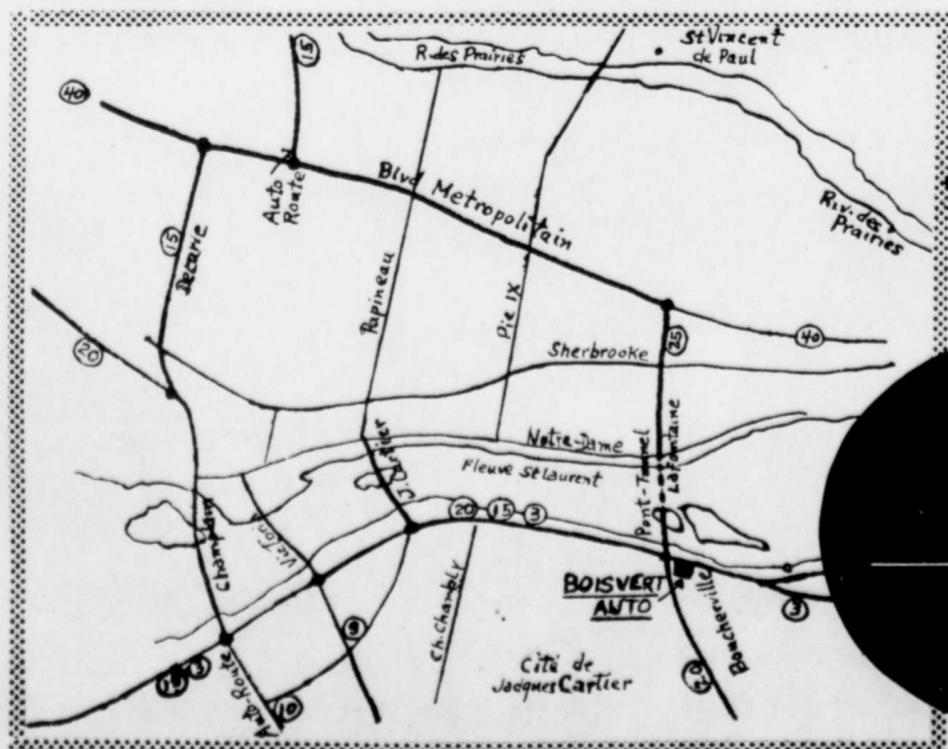 St Vincent
de Paul
R. des Prairies
15
40
Auto
Route
Blvd Metropolitain
Riv. des
Prairies
15
Decarie
Papineau
Pie IX
20
25
40
Sherbrooke
Notre-Dame
Fleuve St Laurent
J. Cartier
Pont-Tunnel
Lafontaine
20 15 3
Champlain
Victoria
BOISVERT
AUTO
Boucherville
3
9
Ch. Chambly
Cité de
Jacques Cartier
3
Auto-Route
10
20